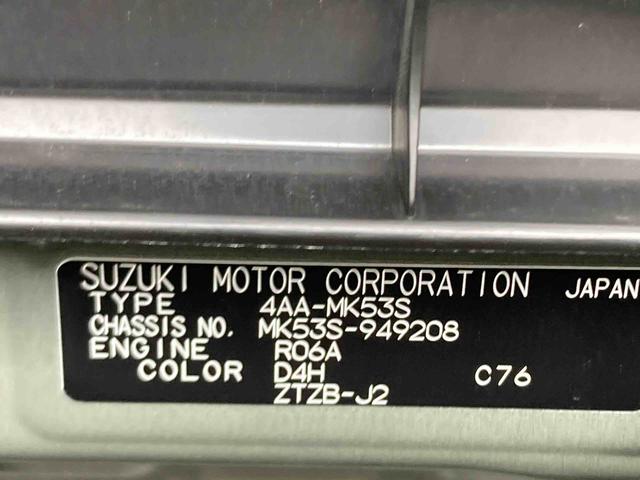 SUZUKI MOTOR CORPORATION JAPAN
TYPE 4AA-MK53S
CHASSIS NO. MK53S-949208
ENGINE R06A
COLOR D4H C76
ZTZB-J2